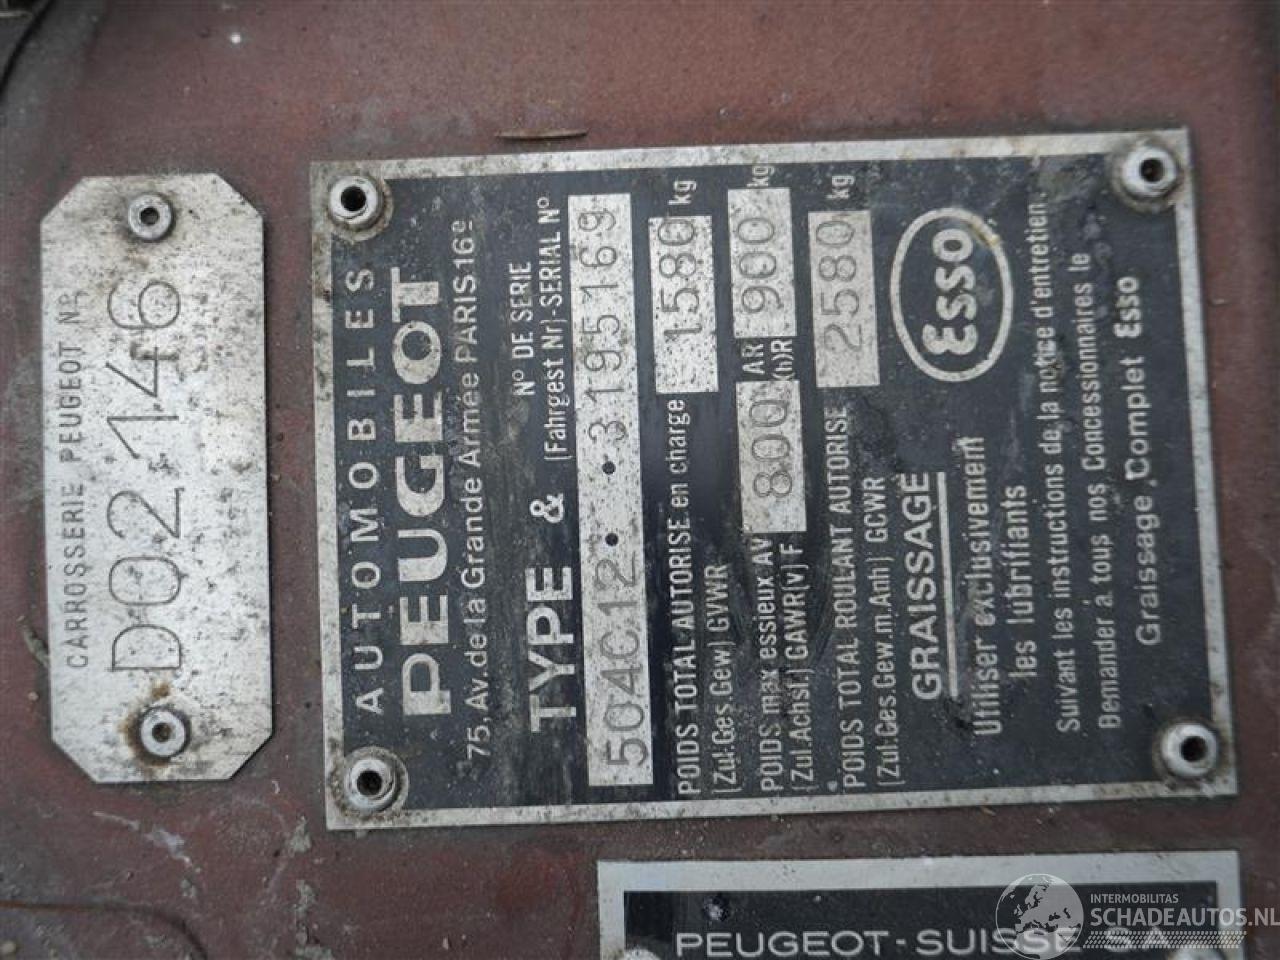 CARROSSERIE PEUGEOT NR
D02146
AUTOMOBILES
PEUGEOT
75, Av. de la Grande Armée PARIS 16e
TYPE & Nº DE SERIE
(Fahrgest Nr)-SERIAL Nº
504C12••3195169
POIDS TOTAL AUTORISE en charge 1580 kg
(Zul. Ges Gew) GVWR
POIDS max essieux AV 800 AR 900 kg
(Zul. Achst.) GAWR(v) F (h)R
POIDS TOTAL ROULANT AUTORISE 2580 kg
(Zul. Ges. Gew. m. Anh) GCWR
GRAISSAGE
Utiliser exclusivement
les lubrifiants
Esso
Suivant les instructions de la notice d'entretien.
Demander à tous nos Concessionnaires le
Graissage Complet Esso
PEUGEOT-SUISSE S.A.
INTERMOBILITAS
SCHADEAUTOS.NL